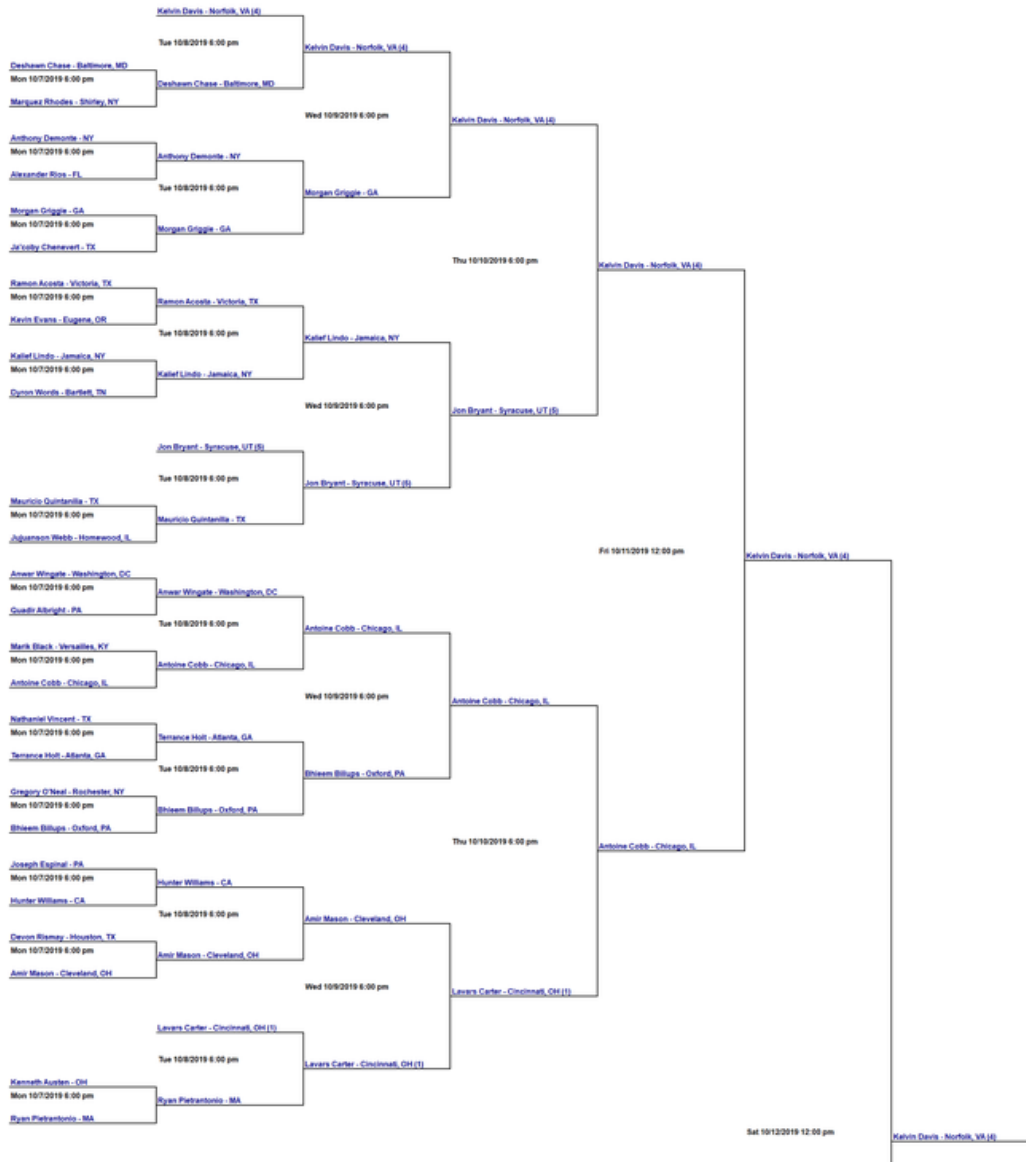 Kelvin Davis - Norfolk, VA (4)
Tue 10/8/2019 6:00 pm
Kelvin Davis - Norfolk, VA (4)
Deshawn Chase - Baltimore, MD
Mon 10/7/2019 6:00 pm
Deshawn Chase - Baltimore, MD
Marquez Rhodes - Shirley, NY
Wed 10/9/2019 6:00 pm
Kelvin Davis - Norfolk, VA (4)
Anthony Demonte - NY
Mon 10/7/2019 6:00 pm
Anthony Demonte - NY
Alexander Rios - FL
Tue 10/8/2019 6:00 pm
Morgan Griggie - GA
Morgan Griggie - GA
Mon 10/7/2019 6:00 pm
Morgan Griggie - GA
Ja'coby Chenevert - TX
Thu 10/10/2019 6:00 pm
Kelvin Davis - Norfolk, VA (4)
Ramon Acosta - Victoria, TX
Mon 10/7/2019 6:00 pm
Ramon Acosta - Victoria, TX
Kevin Evans - Eugene, OR
Tue 10/8/2019 6:00 pm
Kalief Lindo - Jamaica, NY
Kalief Lindo - Jamaica, NY
Mon 10/7/2019 6:00 pm
Kalief Lindo - Jamaica, NY
Dyron Words - Bartlett, TN
Wed 10/9/2019 6:00 pm
Jon Bryant - Syracuse, UT (5)
Jon Bryant - Syracuse, UT (5)
Tue 10/8/2019 6:00 pm
Jon Bryant - Syracuse, UT (5)
Mauricio Quintanilla - TX
Mon 10/7/2019 6:00 pm
Mauricio Quintanilla - TX
Jujuanson Webb - Homewood, IL
Fri 10/11/2019 12:00 pm
Kelvin Davis - Norfolk, VA (4)
Anwar Wingate - Washington, DC
Mon 10/7/2019 6:00 pm
Anwar Wingate - Washington, DC
Quadir Albright - PA
Tue 10/8/2019 6:00 pm
Antoine Cobb - Chicago, IL
Marik Black - Versailles, KY
Mon 10/7/2019 6:00 pm
Antoine Cobb - Chicago, IL
Antoine Cobb - Chicago, IL
Wed 10/9/2019 6:00 pm
Antoine Cobb - Chicago, IL
Nathaniel Vincent - TX
Mon 10/7/2019 6:00 pm
Terrance Holt - Atlanta, GA
Terrance Holt - Atlanta, GA
Tue 10/8/2019 6:00 pm
Bhleem Billups - Oxford, PA
Gregory O'Neal - Rochester, NY
Mon 10/7/2019 6:00 pm
Bhleem Billups - Oxford, PA
Bhleem Billups - Oxford, PA
Thu 10/10/2019 6:00 pm
Antoine Cobb - Chicago, IL
Joseph Espinal - PA
Mon 10/7/2019 6:00 pm
Hunter Williams - CA
Hunter Williams - CA
Tue 10/8/2019 6:00 pm
Amir Mason - Cleveland, OH
Devon Rismay - Houston, TX
Mon 10/7/2019 6:00 pm
Amir Mason - Cleveland, OH
Amir Mason - Cleveland, OH
Wed 10/9/2019 6:00 pm
Lavars Carter - Cincinnati, OH (1)
Lavars Carter - Cincinnati, OH (1)
Tue 10/8/2019 6:00 pm
Lavars Carter - Cincinnati, OH (1)
Kenneth Austen - OH
Mon 10/7/2019 6:00 pm
Ryan Pietrantonio - MA
Ryan Pietrantonio - MA
Sat 10/12/2019 12:00 pm
Kelvin Davis - Norfolk, VA (4)